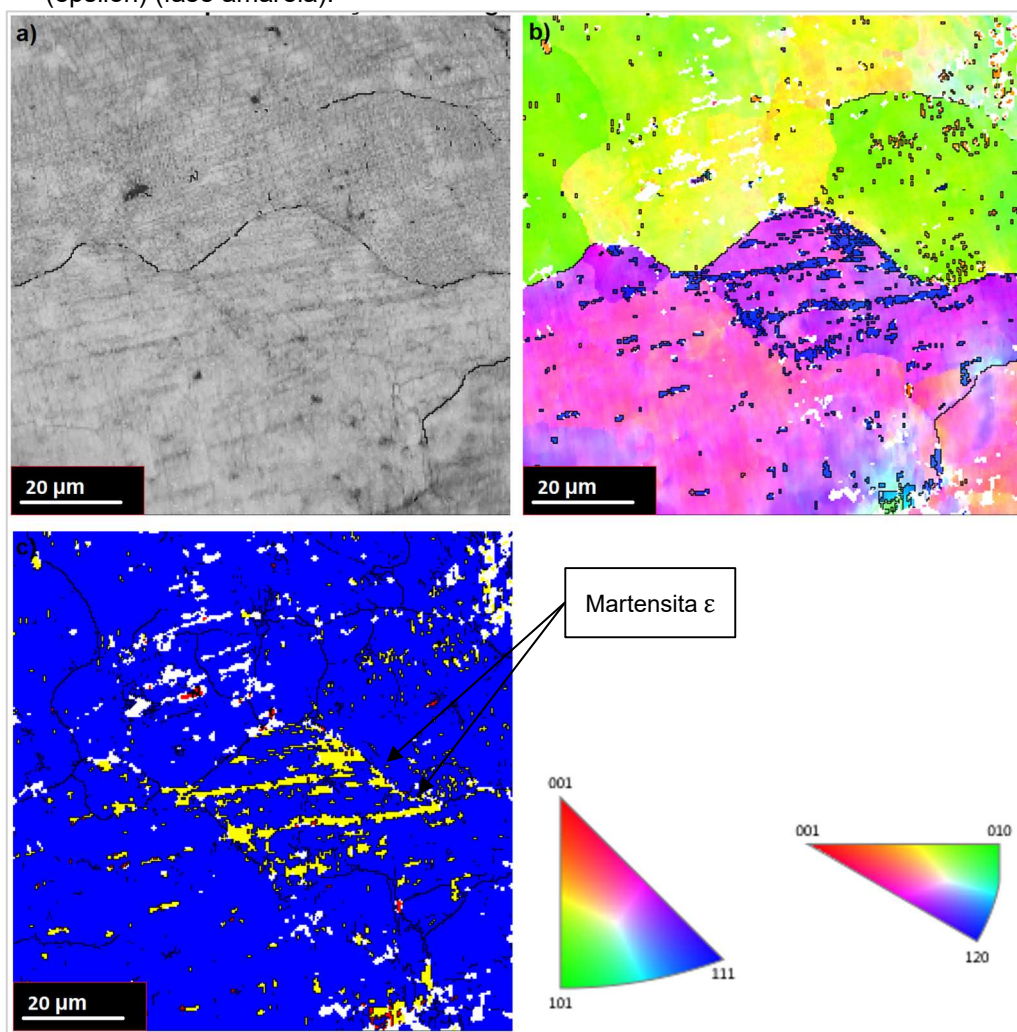 (epsilon) (fase amarela).
a)
b)
20 µm
20 µm
c)
Martensita ε
20 µm
001
101
111
001
010
120